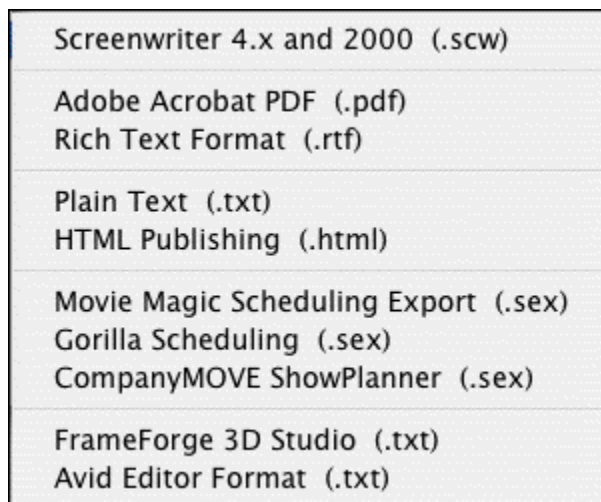 Screenwriter 4.x and 2000 (.scw)
Adobe Acrobat PDF (.pdf)
Rich Text Format (.rtf)
Plain Text (.txt)
HTML Publishing (.html)
Movie Magic Scheduling Export (.sex)
Gorilla Scheduling (.sex)
CompanyMOVE ShowPlanner (.sex)
FrameForge 3D Studio (.txt)
Avid Editor Format (.txt)